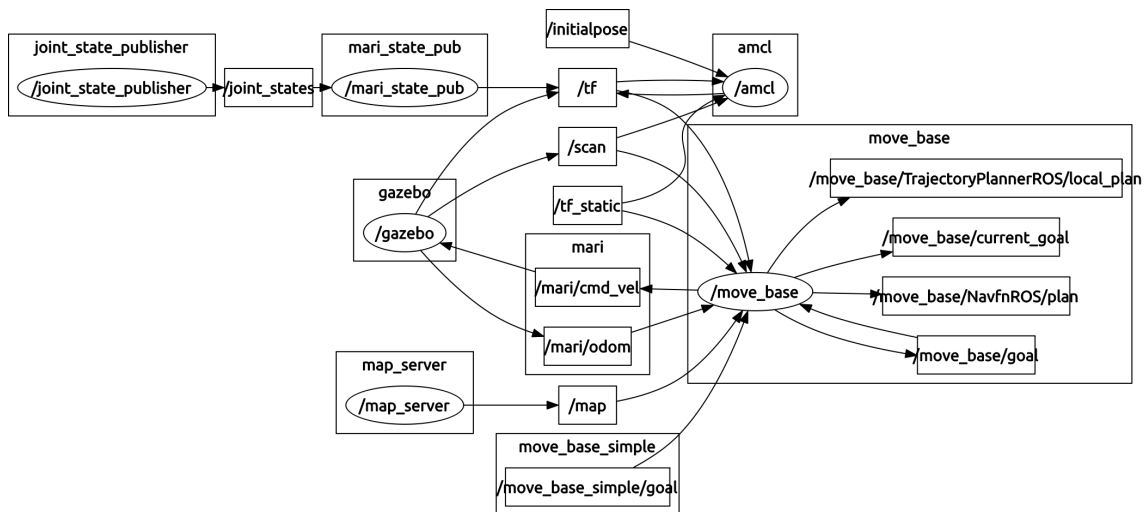 joint_state_publisher
/joint_state_publisher
/joint_states
mari_state_pub
/mari_state_pub
/initialpose
/tf
/scan
/tf_static
amcl
/amcl
gazebo
/gazebo
mari
/mari/cmd_vel
/mari/odom
map_server
/map_server
/map
move_base_simple
/move_base_simple/goal
move_base
/move_base
/move_base/TrajectoryPlannerROS/local_plan
/move_base/current_goal
/move_base/NavfnROS/plan
/move_base/goal